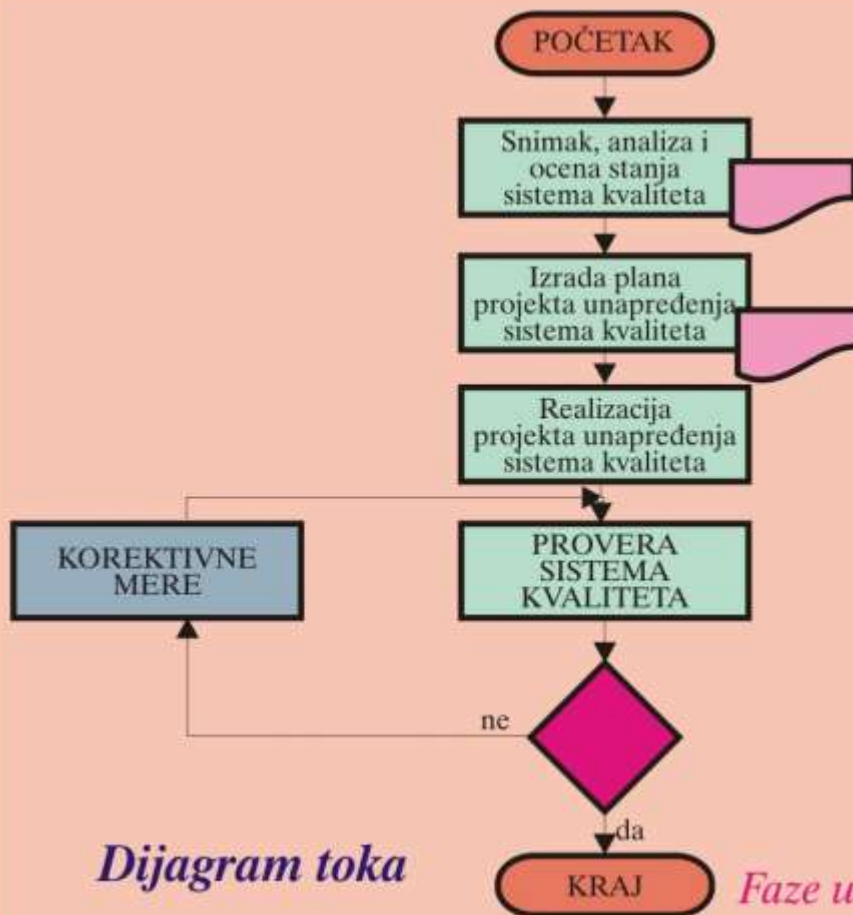 POČETAK
Snimak, analiza i
ocena stanja
sistema kvaliteta
Izrada plana
projekta unapređenja
sistema kvaliteta
Realizacija
projekta unapređenja
sistema kvaliteta
KOREKTIVNE
MERE
PROVERA
SISTEMA
KVALITETA
ne
da
Dijagram toka
KRAJ
Faze u